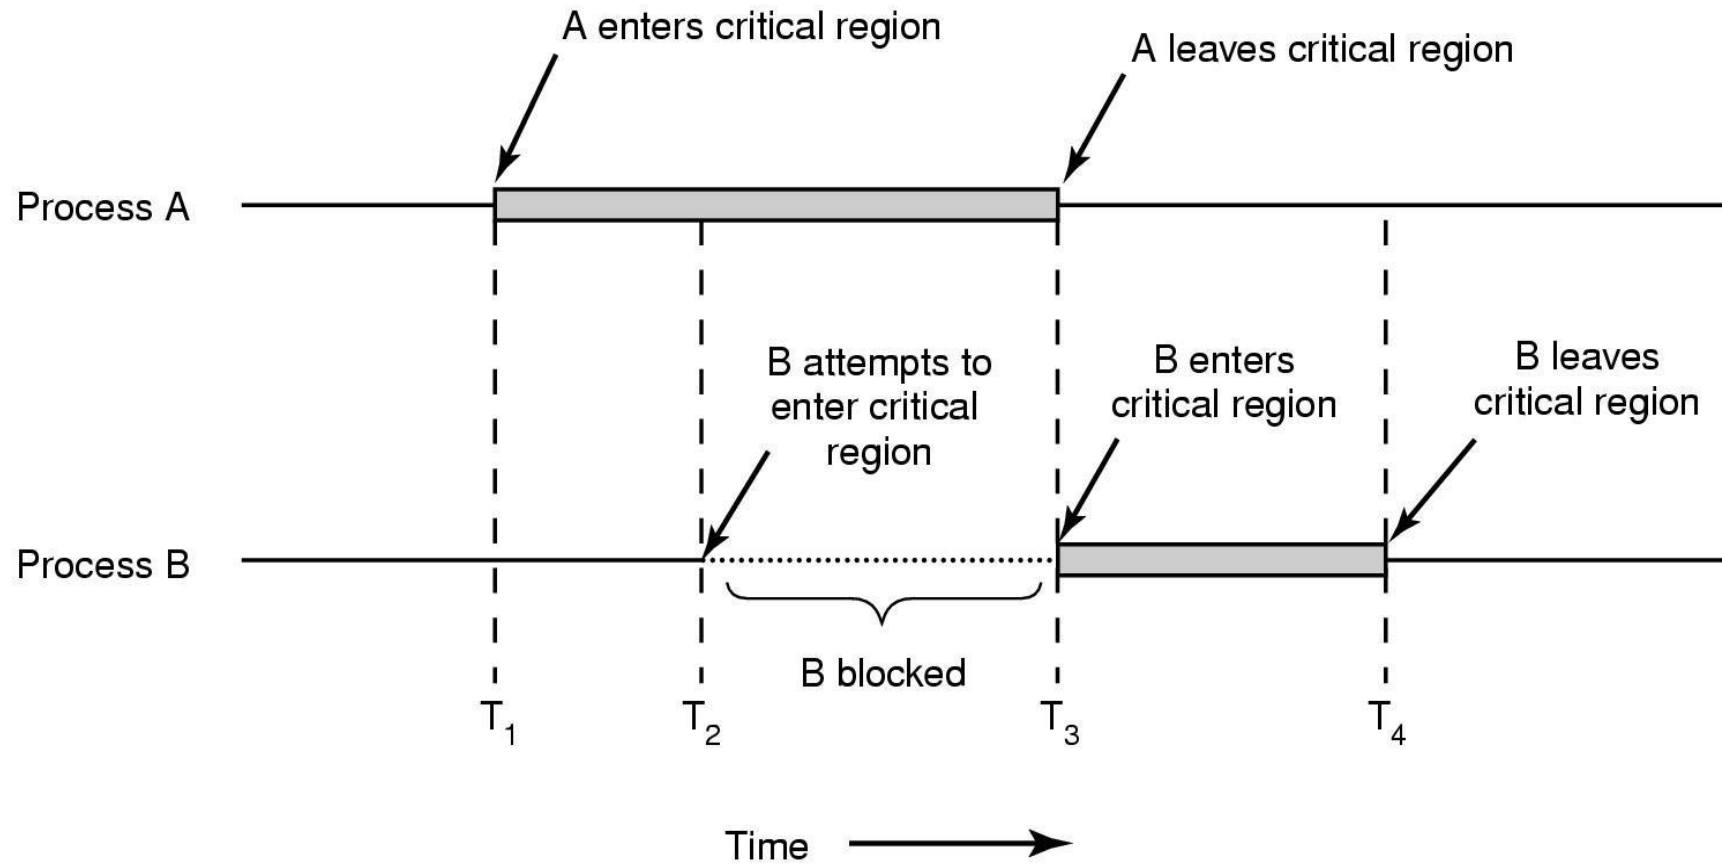 A enters critical region
A leaves critical region
Process A
B attempts to
enter critical
region
B enters
critical region
B leaves
critical region
Process B
B blocked
T1
T2
T3
T4
Time